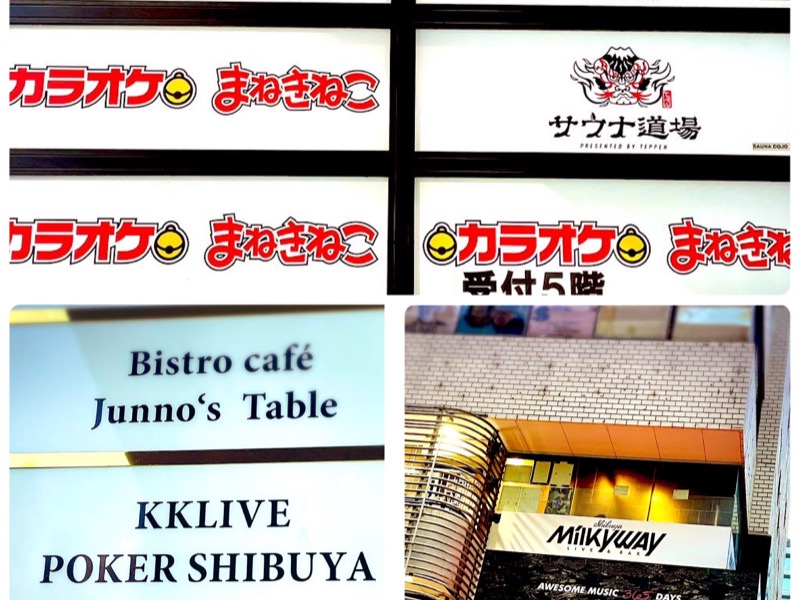 カラオケ まねきねこ
サウナ道場
PRESENTED BY TEPPEN
SAUNA DOJO
カラオケ まねきねこ
カラオケ まねきね
受付5階
Bistro café
Junno‘s Table
KKLIVE
POKER SHIBUYA
Shibuya
MilkyWay
LIVE & BAR
AWESOME MUSIC 365 DAYS